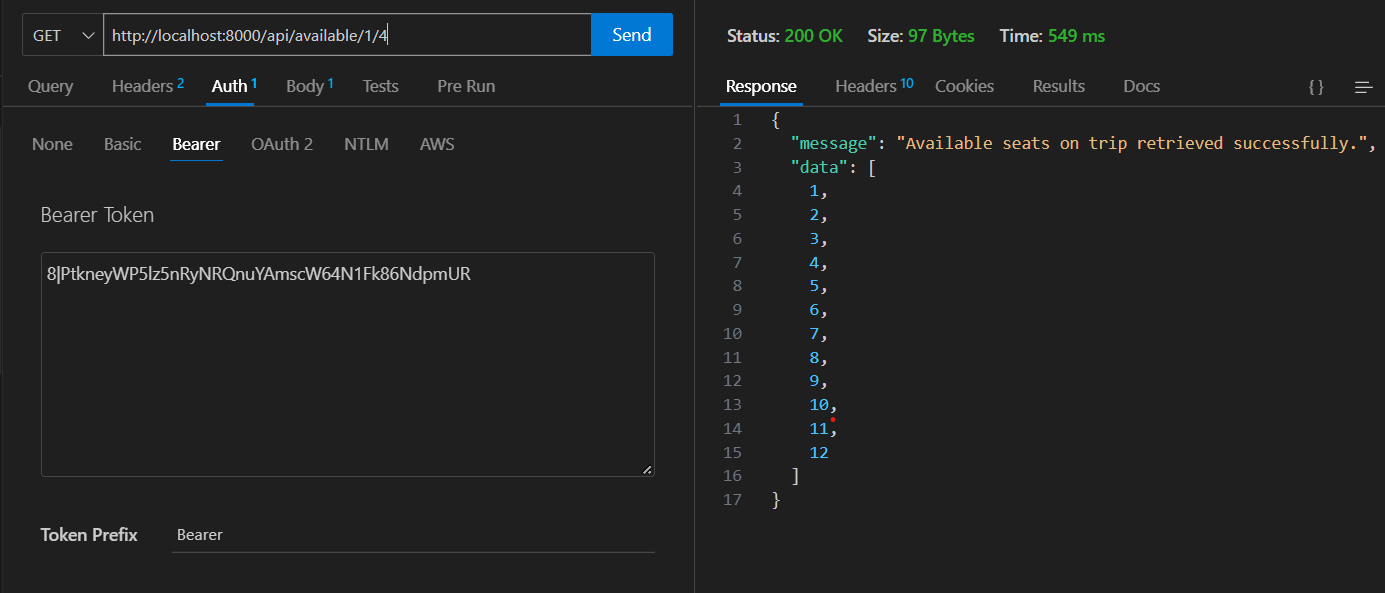 GET http://localhost:8000/api/available/1/4 Send
Query Headers 2 Auth 1 Body 1 Tests Pre Run
None Basic Bearer OAuth 2 NTLM AWS
Bearer Token
8|PtkneyWP5lz5nRyNRQnuYAmscW64N1Fk86NdpmUR
Token Prefix Bearer
Status: 200 OK Size: 97 Bytes Time: 549 ms
Response Headers 10 Cookies Results Docs {}
1 {
2 "message": "Available seats on trip retrieved successfully.",
3 "data": [
4 1,
5 2,
6 3,
7 4,
8 5,
9 6,
10 7,
11 8,
12 9,
13 10,
14 11,
15 12
16 ]
17 }